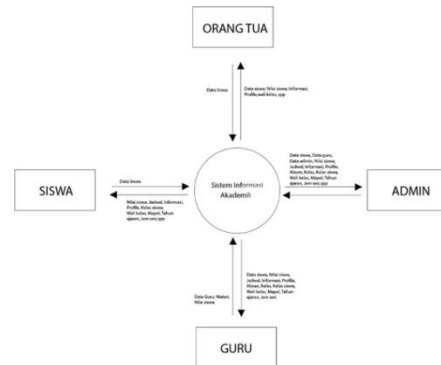 ORANG TUA
Data Siswa
Data siswa, Nilai siswa, Informasi,
Profile, wali kelas, spp
SISWA
Data Siswa
Nilai siswa, Jadwal, Informasi,
Profile, Kelas siswa,
Wali kelas, Mapel, Tahun
ajaran, Jam seti, spp
Sistem Informasi
Akademii
Data siswa, Data guru,
Data admin, Nilai siswa,
Jadwal, Informasi, Profile,
Absen, Kelas, Kelas siswa,
Wali kelas, Mapel, Tahun
ajaran, Jam seti, spp
ADMIN
Data Guru, Materi,
Nilai siswa
Data siswa, Nilai siswa,
Jadwal, Informasi, Profile,
Absen, Kelas, Kelas siswa,
Wali kelas, Mapel, Tahun
ajaran, Jam seti
GURU